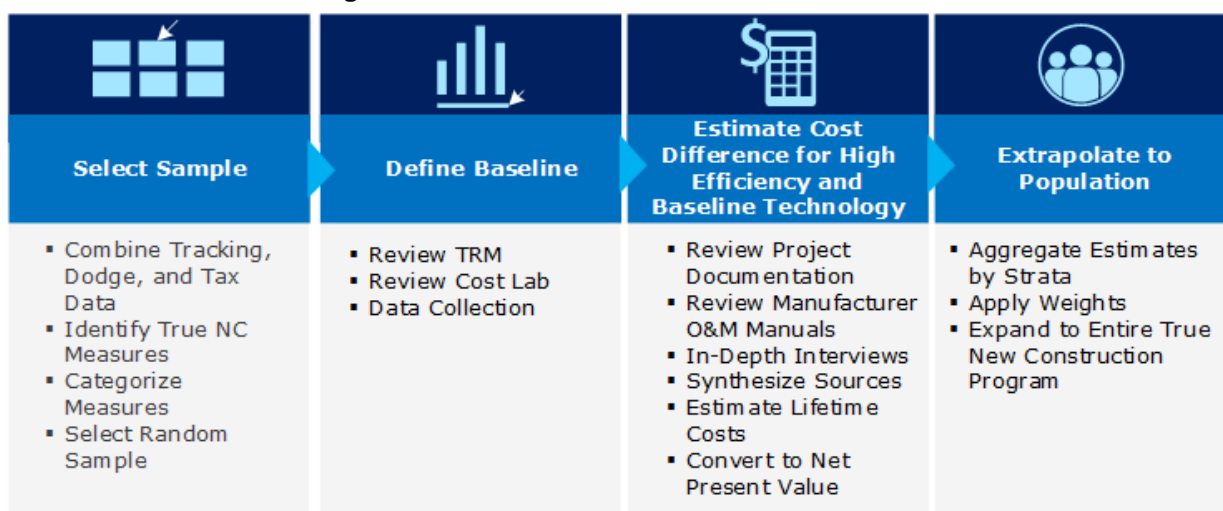 Select Sample
▪ Combine Tracking,
Dodge, and Tax
Data
▪ Identify True NC
Measures
▪ Categorize
Measures
▪ Select Random
Sample
Define Baseline
▪ Review TRM
▪ Review Cost Lab
▪ Data Collection
$
Estimate Cost
Difference for High
Efficiency and
Baseline Technology
▪ Review Project
Documentation
▪ Review Manufacturer
O&M Manuals
▪ In-Depth Interviews
▪ Synthesize Sources
▪ Estimate Lifetime
Costs
▪ Convert to Net
Present Value
Extrapolate to
Population
▪ Aggregate Estimates
by Strata
▪ Apply Weights
▪ Expand to Entire True
New Construction
Program